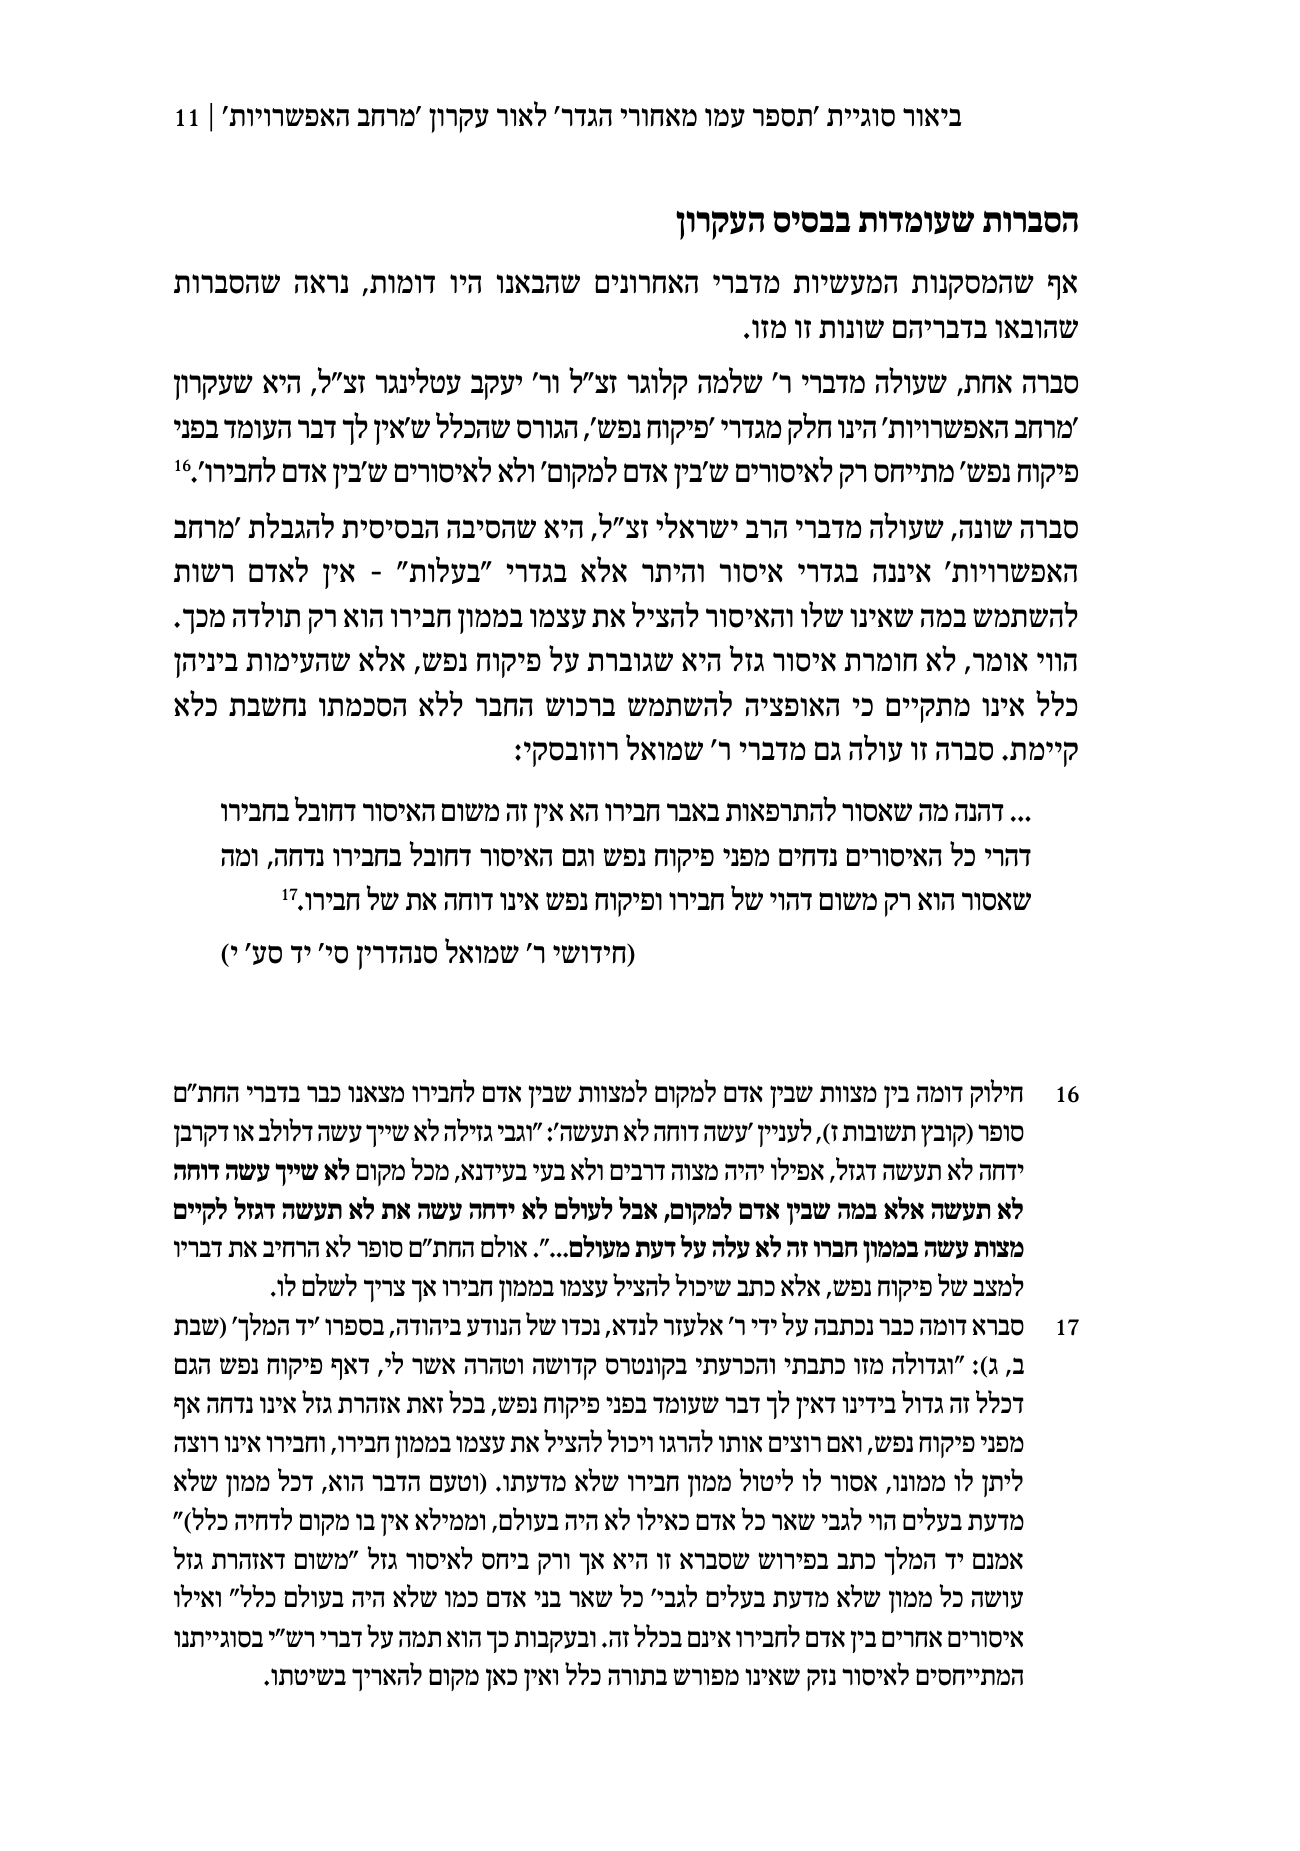 ביאור סוגיית 'תספר עמו מאחורי הגדר' לאור עקרון 'מרחב האפשרויות' | 11
הסברות שעומדות בבסיס העקרון
אף שהמסקנות המעשיות מדברי האחרונים שהבאנו היו דומות, נראה שהסברות
שהובאו בדבריהם שונות זו מזו.
סברה אחת, שעולה מדברי ר' שלמה קלוגר זצ"ל ור' יעקב עטלינגר זצ"ל, היא שעקרון
'מרחב האפשרויות' הינו חלק מגדרי 'פיקוח נפש', הגורס שהכלל ש'אין לך דבר העומד בפני
פיקוח נפש' מתייחס רק לאיסורים ש'בין אדם למקום' ולא לאיסורים ש'בין אדם לחבירו'.16
סברה שונה, שעולה מדברי הרב ישראלי זצ"ל, היא שהסיבה הבסיסית להגבלת 'מרחב
האפשרויות' איננה בגדרי איסור והיתר אלא בגדרי "בעלות" - אין לאדם רשות
להשתמש במה שאינו שלו והאיסור להציל את עצמו בממון חבירו הוא רק תולדה מכך.
הווי אומר, לא חומרת איסור גזל היא שגוברת על פיקוח נפש, אלא שהעימות ביניהן
כלל אינו מתקיים כי האופציה להשתמש ברכוש החבר ללא הסכמתו נחשבת כלא
קיימת. סברה זו עולה גם מדברי ר' שמואל רוזובסקי:
... דהנה מה שאסור להתרפאות באבר חבירו הא אין זה משום האיסור דחובל בחבירו
דהרי כל האיסורים נדחים מפני פיקוח נפש וגם האיסור דחובל בחבירו נדחה, ומה
שאסור הוא רק משום דהוי של חבירו ופיקוח נפש אינו דוחה את של חבירו.17
(חידושי ר' שמואל סנהדרין סי' יד סע' י)
16 חילוק דומה בין מצוות שבין אדם למקום למצוות שבין אדם לחבירו מצאנו כבר בדברי החת"ם
סופר (קובץ תשובות ז), לעניין 'עשה דוחה לא תעשה': "וגבי גזילה לא שייך עשה דלולב או דקרבן
ידחה לא תעשה דגזל, אפילו יהיה מצוה דרבים ולא בעי בעידנא, מכל מקום לא שייך עשה דוחה
לא תעשה אלא במה שבין אדם למקום, אבל לעולם לא ידחה עשה את לא תעשה דגזל לקיים
מצות עשה בממון חברו זה לא עלה על דעת מעולם...". אולם החת"ם סופר לא הרחיב את דבריו
למצב של פיקוח נפש, אלא כתב שיכול להציל עצמו בממון חבירו אך צריך לשלם לו.
17 סברא דומה כבר נכתבה על ידי ר' אלעזר לנדא, נכדו של הנודע ביהודה, בספרו 'יד המלך' (שבת
ב, ג): "וגדולה מזו כתבתי והכרעתי בקונטרס קדושה וטהרה אשר לי, דאף פיקוח נפש הגם
דכלל זה גדול בידינו דאין לך דבר שעומד בפני פיקוח נפש, בכל זאת אזהרת גזל אינו נדחה אף
מפני פיקוח נפש, ואם רוצים אותו להרגו ויכול להציל את עצמו בממון חבירו, וחבירו אינו רוצה
ליתן לו ממונו, אסור לו ליטול ממון חבירו שלא מדעתו. (וטעם הדבר הוא, דכל ממון שלא
מדעת בעלים הוי לגבי שאר כל אדם כאילו לא היה בעולם, וממילא אין בו מקום לדחיה כלל)"
אמנם יד המלך כתב בפירוש שסברא זו היא אך ורק ביחס לאיסור גזל "משום דאזהרת גזל
עושה כל ממון שלא מדעת בעלים לגבי' כל שאר בני אדם כמו שלא היה בעולם כלל" ואילו
איסורים אחרים בין אדם לחבירו אינם בכלל זה. ובעקבות כך הוא תמה על דברי רש"י בסוגייתנו
המתייחסים לאיסור נזק שאינו מפורש בתורה כלל ואין כאן מקום להאריך בשיטתו.